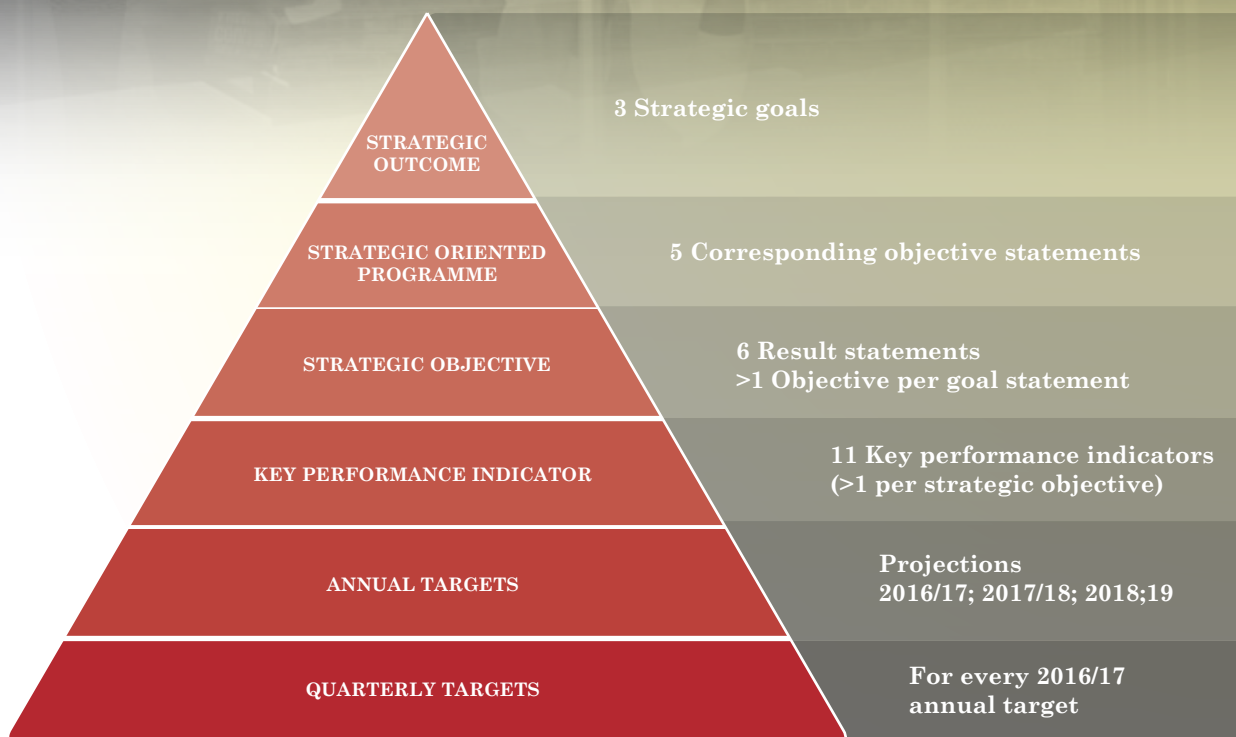 STRATEGIC
OUTCOME
3 Strategic goals
STRATEGIC ORIENTED
PROGRAMME
5 Corresponding objective statements
STRATEGIC OBJECTIVE
6 Result statements
>1 Objective per goal statement
KEY PERFORMANCE INDICATOR
11 Key performance indicators
(>1 per strategic objective)
ANNUAL TARGETS
Projections
2016/17; 2017/18; 2018;19
QUARTERLY TARGETS
For every 2016/17
annual target